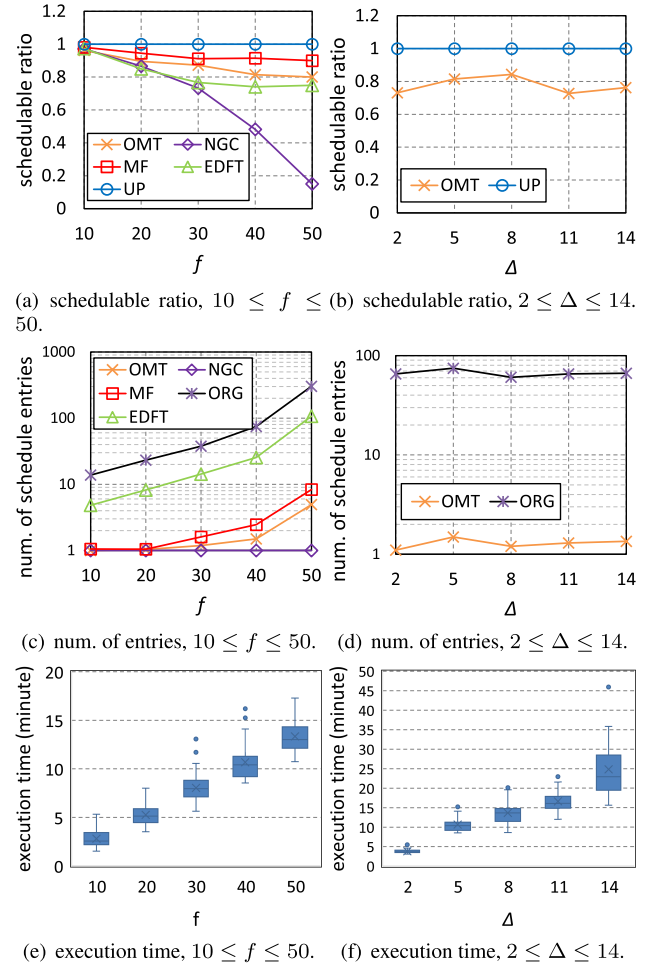 schedulable ratio
1.2
1
0.8
0.6
0.4
0.2
0
OMT
NGC
MF
EDFT
UP
10
20
30
40
50
f
schedulable ratio
1.2
1
0.8
0.6
0.4
0.2
0
OMT
UP
2
5
8
11
14
Δ
(a) schedulable ratio, 10 ≤ f ≤
50.
(b) schedulable ratio, 2 ≤ Δ ≤ 14.
num. of schedule entries
1000
100
10
1
OMT
NGC
MF
ORG
EDFT
10
20
30
40
50
f
num. of schedule entries
100
10
1
OMT
ORG
2
5
8
11
14
Δ
(c) num. of entries, 10 ≤ f ≤ 50.
(d) num. of entries, 2 ≤ Δ ≤ 14.
execution time (minute)
20
15
10
5
0
10
20
30
40
50
f
execution time (minute)
50
45
40
35
30
25
20
15
10
5
0
2
5
8
11
14
Δ
(e) execution time, 10 ≤ f ≤ 50.
(f) execution time, 2 ≤ Δ ≤ 14.